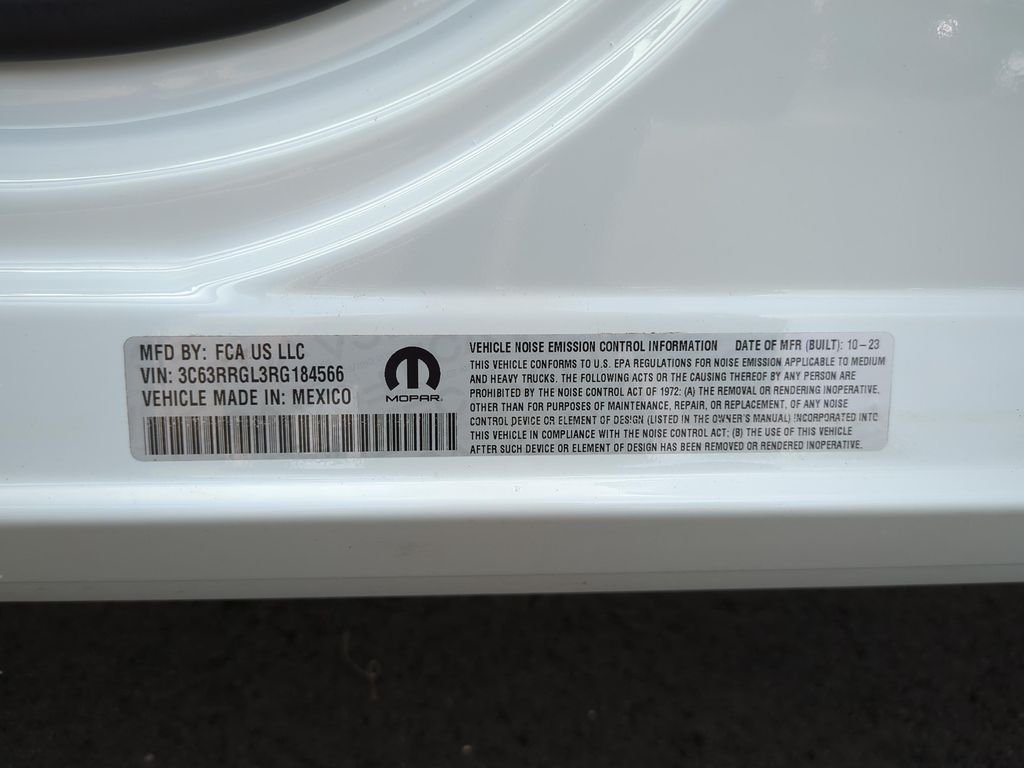 MFD BY: FCA US LLC
VIN: 3C63RRGL3RG184566
VEHICLE MADE IN: MEXICO
MOPAR.
VEHICLE NOISE EMISSION CONTROL INFORMATION DATE OF MFR (BUILT): 10-23
THIS VEHICLE CONFORMS TO U.S. EPA REGULATIONS FOR NOISE EMISSION APPLICABLE TO MEDIUM
AND HEAVY TRUCKS. THE FOLLOWING ACTS OR THE CAUSING THEREOF BY ANY PERSON ARE
PROHIBITED BY THE NOISE CONTROL ACT OF 1972: (A) THE REMOVAL OR RENDERING INOPERATIVE,
OTHER THAN FOR PURPOSES OF MAINTENANCE, REPAIR, OR REPLACEMENT, OF ANY NOISE
CONTROL DEVICE OR ELEMENT OF DESIGN (LISTED IN THE OWNER'S MANUAL) INCORPORATED INTO
THIS VEHICLE IN COMPLIANCE WITH THE NOISE CONTROL ACT; (B) THE USE OF THIS VEHICLE
AFTER SUCH DEVICE OR ELEMENT OF DESIGN HAS BEEN REMOVED OR RENDERED INOPERATIVE.